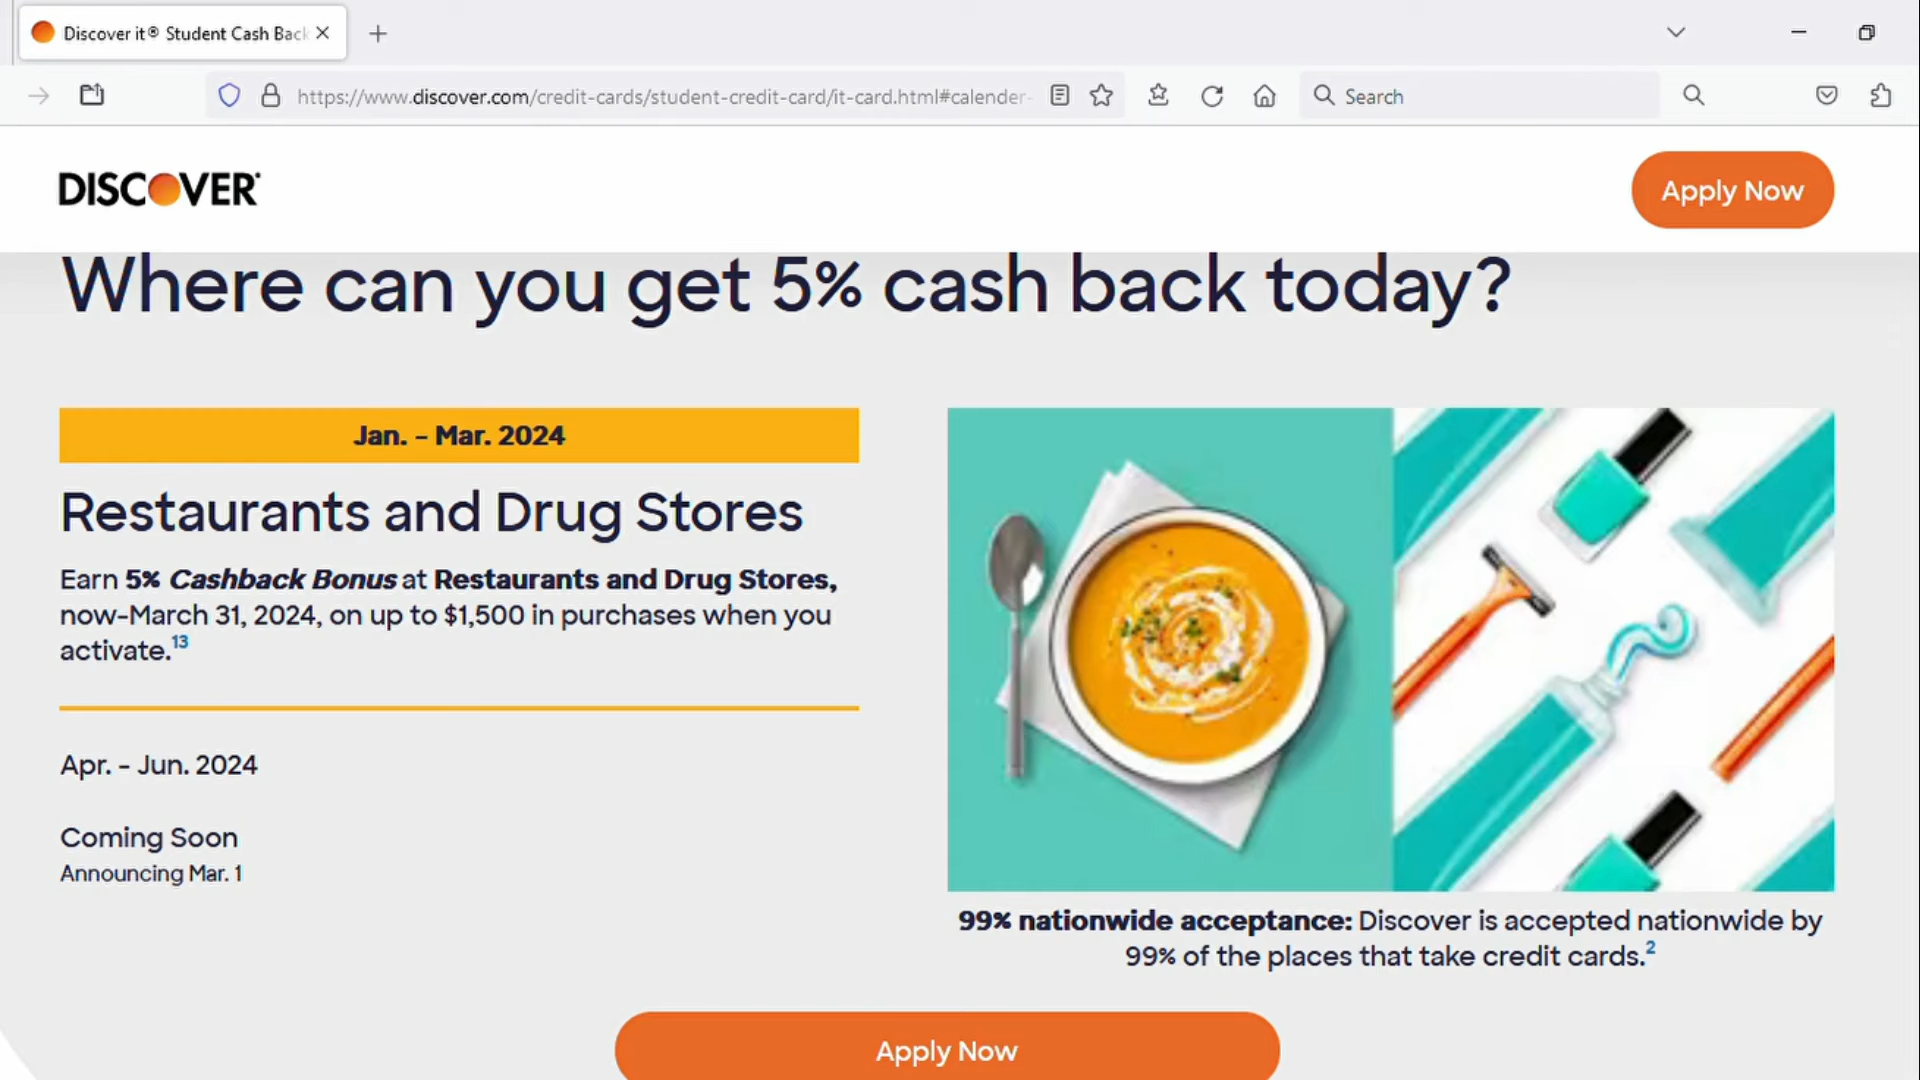 Discover it® Student Cash Back
https://www.discover.com/credit-cards/student-credit-card/it-card.html#calender-
Search
DISCOVER
Apply Now
Where can you get 5% cash back today?
Jan. - Mar. 2024
Restaurants and Drug Stores
Earn 5% Cashback Bonus at Restaurants and Drug Stores,
now-March 31, 2024, on up to $1,500 in purchases when you
activate.13
Apr. - Jun. 2024
Coming Soon
Announcing Mar. 1
99% nationwide acceptance: Discover is accepted nationwide by
99% of the places that take credit cards.2
Apply Now